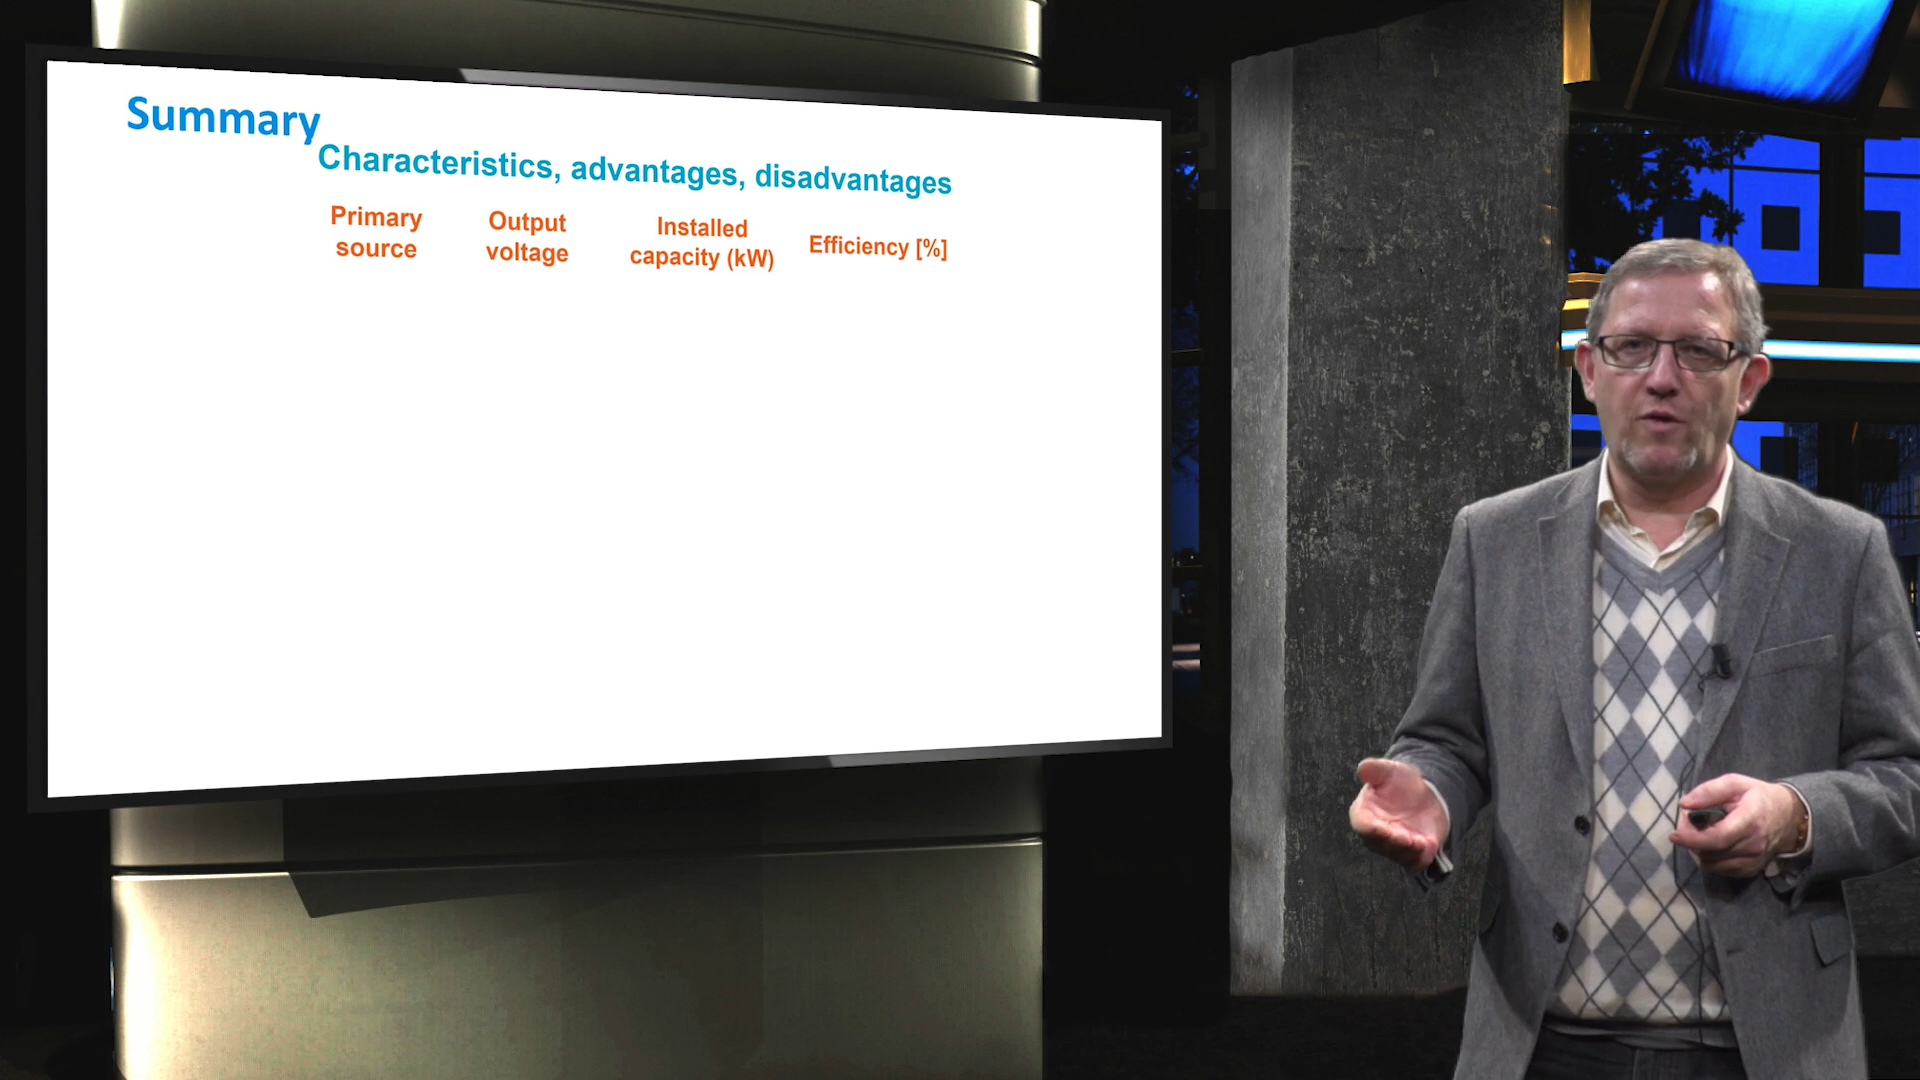 Summary
Characteristics, advantages, disadvantages
Primary
source
Output
voltage
Installed
capacity (kW)
Efficiency [%]